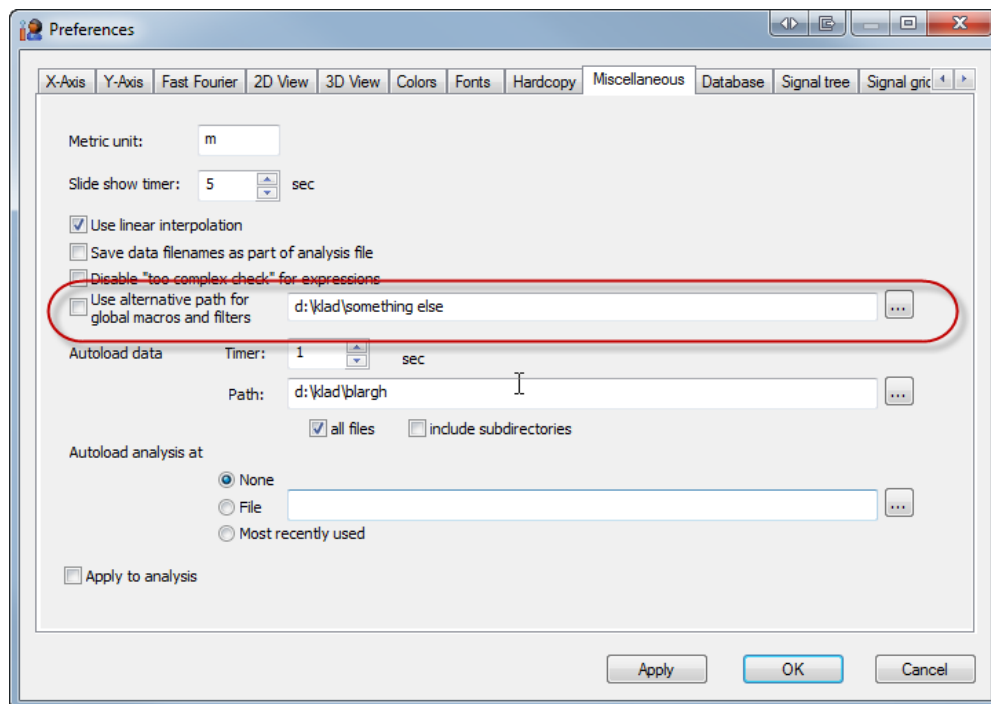 Preferences
X-Axis Y-Axis Fast Fourier 2D View 3D View Colors Fonts Hardcopy Miscellaneous Database Signal tree Signal grid
Metric unit: m
Slide show timer: 5 sec
Use linear interpolation
Save data filenames as part of analysis file
Disable "too complex check" for expressions
Use alternative path for
global macros and filters
d:\klad\something else ...
Autoload data Timer: 1 sec
Path: d:\klad\blargh ...
all files include subdirectories
Autoload analysis at
None
File ...
Most recently used
Apply to analysis
Apply OK Cancel